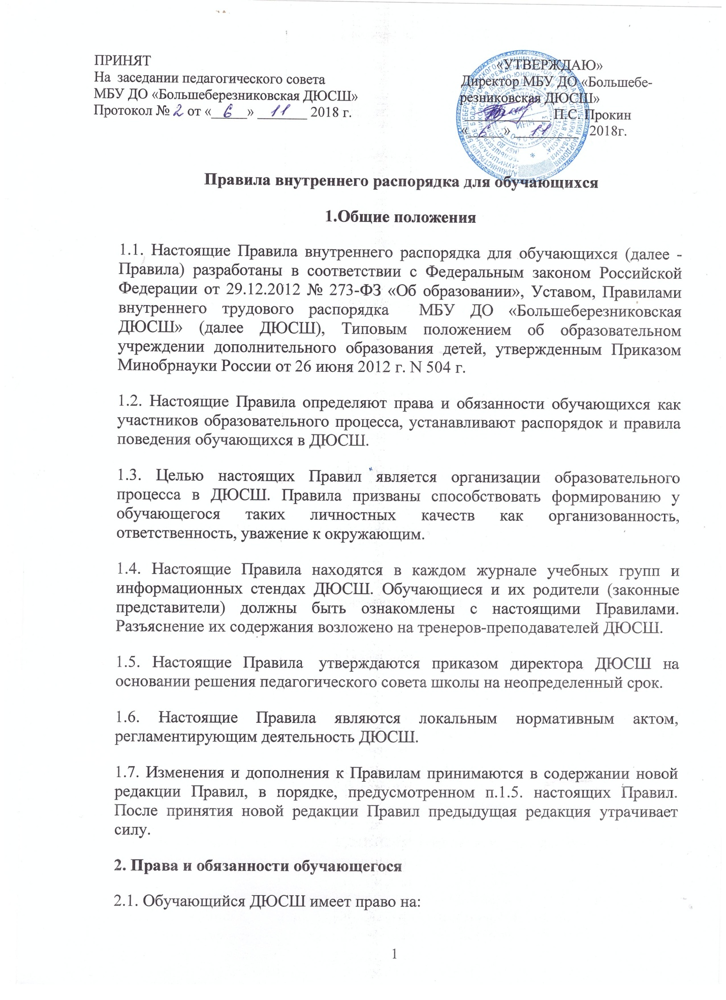 ПРИНЯТ
На заседании педагогического совета
МБУ ДО «Большеберезниковская ДЮСШ»
Протокол № 2 от «__6__» __11__ 2018 г.
«УТВЕРЖДАЮ»
Директор МБУ ДО «Большебе-
резниковская ДЮСШ»
____________ П.С. Прокин
«__6__» __11__ 2018г.
ИНН
Правила внутреннего распорядка для обучающихся
1.Общие положения
1.1. Настоящие Правила внутреннего распорядка для обучающихся (далее -
Правила) разработаны в соответствии с Федеральным законом Российской
Федерации от 29.12.2012 № 273-ФЗ «Об образовании», Уставом, Правилами
внутреннего трудового распорядка МБУ ДО «Большеберезниковская
ДЮСШ» (далее ДЮСШ), Типовым положением об образовательном
учреждении дополнительного образования детей, утвержденным Приказом
Минобрнауки России от 26 июня 2012 г. N 504 г.
1.2. Настоящие Правила определяют права и обязанности обучающихся как
участников образовательного процесса, устанавливают распорядок и правила
поведения обучающихся в ДЮСШ.
1.3. Целью настоящих Правил является организации образовательного
процесса в ДЮСШ. Правила призваны способствовать формированию у
обучающегося таких личностных качеств как организованность,
ответственность, уважение к окружающим.
1.4. Настоящие Правила находятся в каждом журнале учебных групп и
информационных стендах ДЮСШ. Обучающиеся и их родители (законные
представители) должны быть ознакомлены с настоящими Правилами.
Разъяснение их содержания возложено на тренеров-преподавателей ДЮСШ.
1.5. Настоящие Правила утверждаются приказом директора ДЮСШ на
основании решения педагогического совета школы на неопределенный срок.
1.6. Настоящие Правила являются локальным нормативным актом,
регламентирующим деятельность ДЮСШ.
1.7. Изменения и дополнения к Правилам принимаются в содержании новой
редакции Правил, в порядке, предусмотренном п.1.5. настоящих Правил.
После принятия новой редакции Правил предыдущая редакция утрачивает
силу.
2. Права и обязанности обучающегося
2.1. Обучающийся ДЮСШ имеет право на:
1